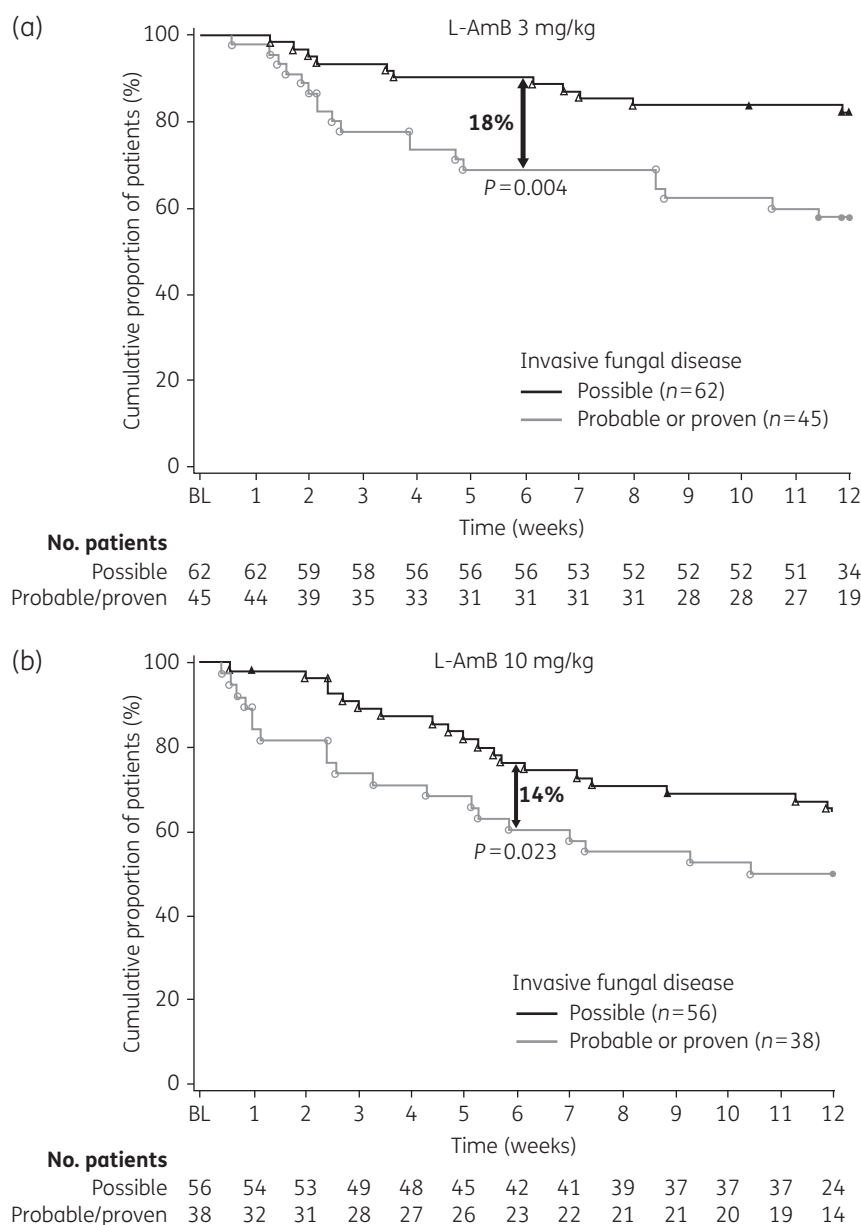 (a)
L-AmB 3 mg/kg
Cumulative proportion of patients (%)
100
80
60
40
20
0
18%
P=0.004
Invasive fungal disease
Possible (n=62)
Probable or proven (n=45)
BL 1 2 3 4 5 6 7 8 9 10 11 12
Time (weeks)
No. patients
Possible 62 62 59 58 56 56 56 53 52 52 52 51 34
Probable/proven 45 44 39 35 33 31 31 31 31 28 28 27 19
(b)
L-AmB 10 mg/kg
Cumulative proportion of patients (%)
100
80
60
40
20
0
14%
P=0.023
Invasive fungal disease
Possible (n=56)
Probable or proven (n=38)
BL 1 2 3 4 5 6 7 8 9 10 11 12
Time (weeks)
No. patients
Possible 56 54 53 49 48 45 42 41 39 37 37 37 24
Probable/proven 38 32 31 28 27 26 23 22 21 21 20 19 14